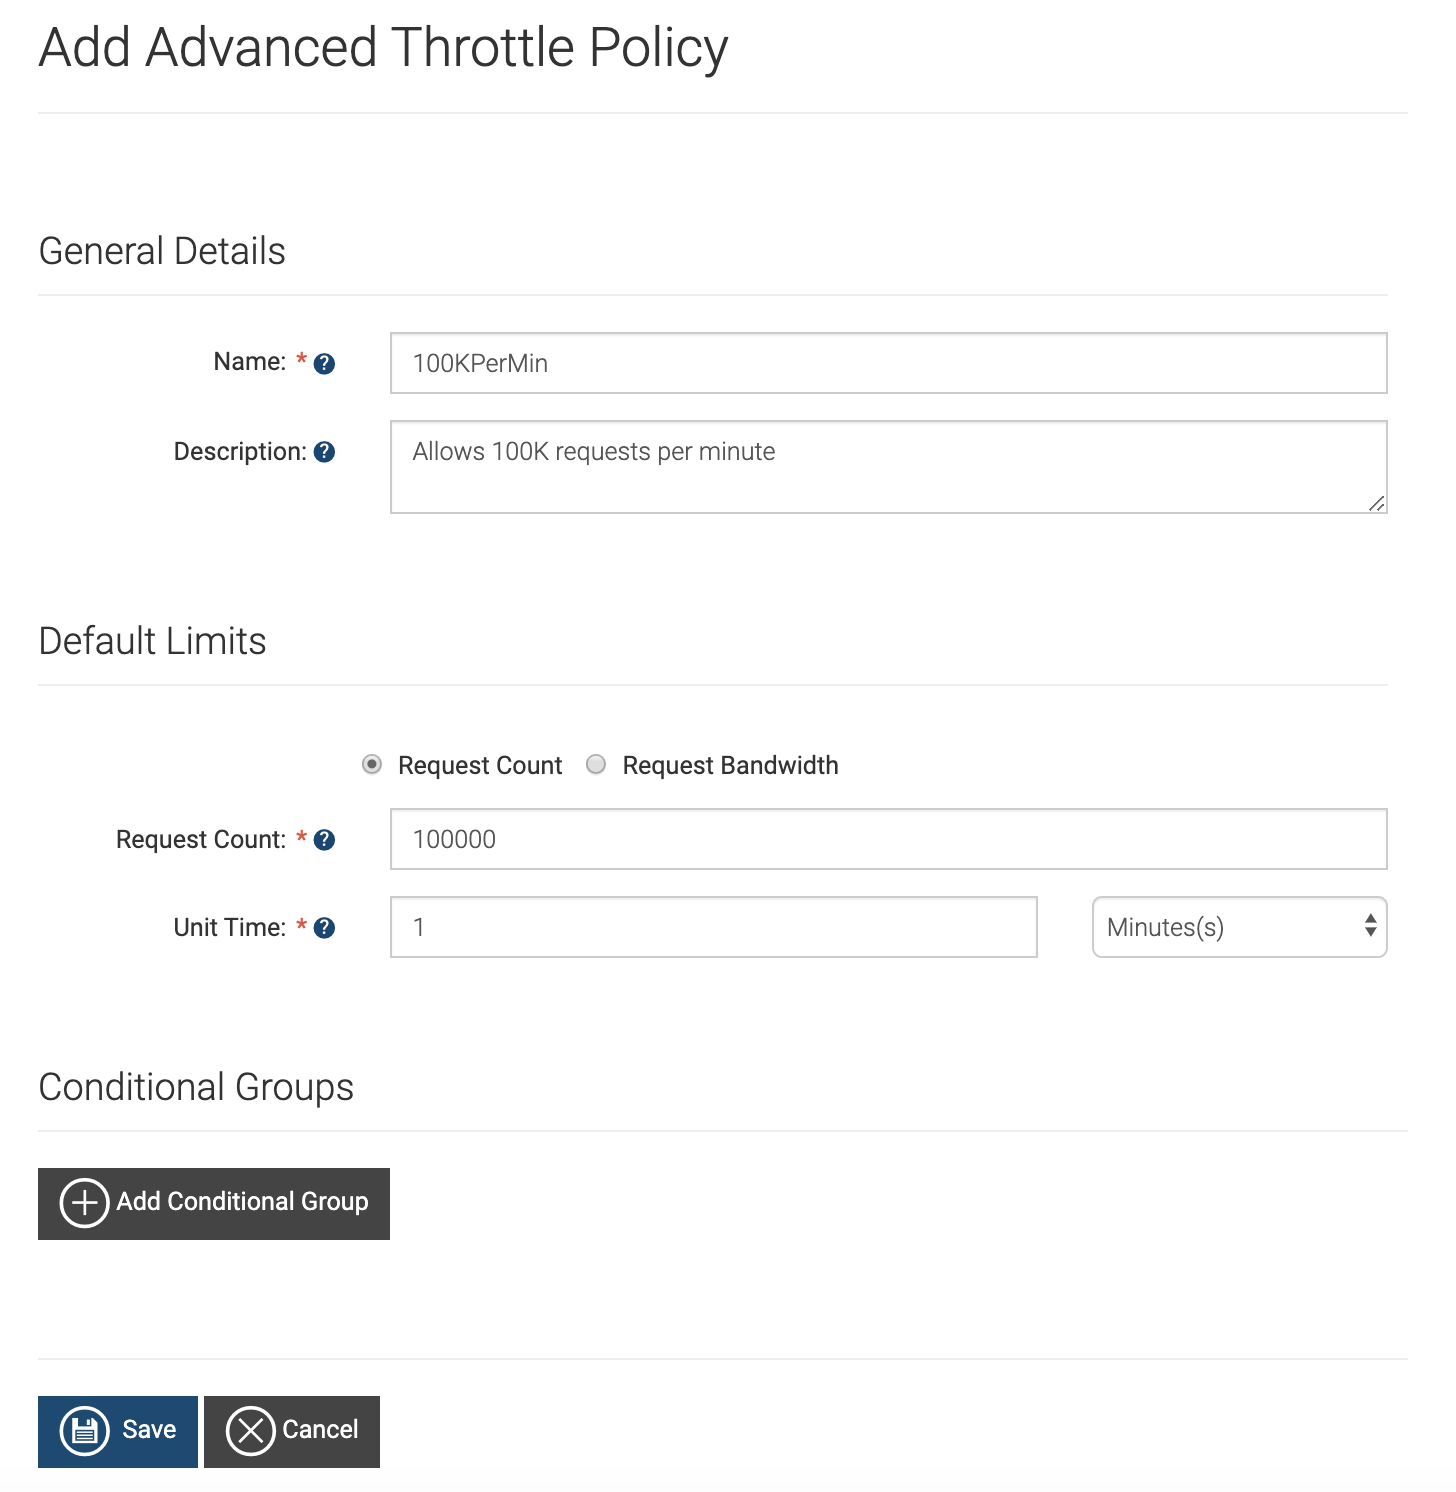 Add Advanced Throttle Policy
General Details
Name: * ?
100KPerMin
Description: ?
Allows 100K requests per minute
Default Limits
Request Count Request Bandwidth
Request Count: * ?
100000
Unit Time: * ?
1
Minutes(s)
Conditional Groups
Add Conditional Group
Save Cancel